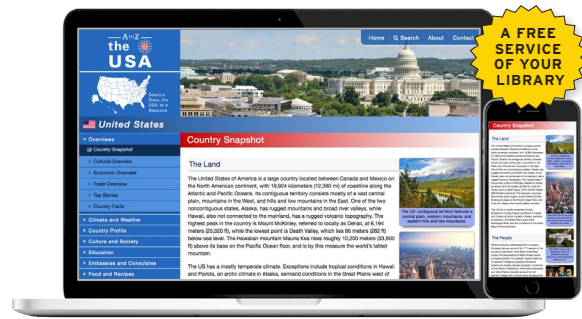 A to Z
the
USA
Select a
State, the
USA, or a
Resource
Home Search About Contact
A FREE
SERVICE
OF YOUR
LIBRARY
United States
Overviews
Country Snapshot
Cultural Overview
Economic Overview
Trade Overview
Top Stories
Country Facts
Climate and Weather
Country Profile
Culture and Society
Education
Embassies and Consulates
Food and Recipes
Country Snapshot
The Land
The United States of America is a large country located between Canada and Mexico on
the North American continent, with 19,924 kilometers (12,380 mi) of coastline along the
Atlantic and Pacific Oceans. Its contiguous territory consists mostly of a vast central
plain, mountains in the West, and hills and low mountains in the East. One of the two
noncontiguous states, Alaska, has rugged mountains and broad river valleys, while
Hawaii, also not connected to the mainland, has a rugged volcanic topography. The
highest peak in the country is Mount McKinley, referred to locally as Denali, at 6,194
meters (20,320 ft), while the lowest point is Death Valley, which lies 86 meters (282 ft)
below sea level. The Hawaiian mountain Mauna Kea rises roughly 10,200 meters (33,500
ft) above its base on the Pacific Ocean floor, and is by this measure the world's tallest
mountain.
The US has a mostly temperate climate. Exceptions include tropical conditions in Hawaii
and Florida, an arctic climate in Alaska, semiarid conditions in the Great Plains west of
The US' contiguous territory features a
central plain, western mountains, and
eastern hills and low mountains.
Country Snapshot
The Land
The People